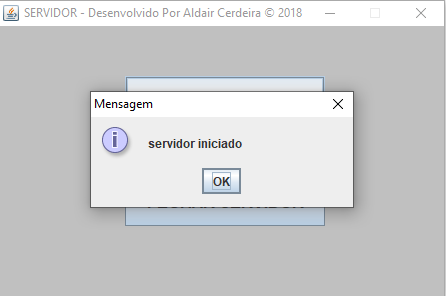 SERVIDOR - Desenvolvido Por Aldair Cerdeira © 2018
Mensagem
servidor iniciado
OK